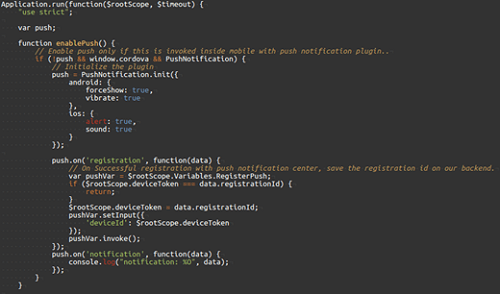 Application.run(function($rootScope, $timeout) {
    "use strict";

    var push;

    function enablePush() {
        // Enable push only if this is invoked inside mobile with push notification plugin..
        if (!push && window.cordova && PushNotification) {
            // Initialize the plugin
            push = PushNotification.init({
                android: {
                    forceShow: true,
                    vibrate: true
                },
                ios: {
                    alert: true,
                    sound: true
                }
            });

            push.on('registration', function(data) {
                // On Successful registration with push notification center, save the registration id on our backend.
                var pushVar = $rootScope.Variables.RegisterPush;
                if ($rootScope.deviceToken === data.registrationId) {
                    return;
                }
                $rootScope.deviceToken = data.registrationId;
                pushVar.setInput({
                    'deviceId': $rootScope.deviceToken
                });
                pushVar.invoke();
            });
            push.on('notification', function(data) {
                console.log("notification: %O", data);
            });
        }
    }